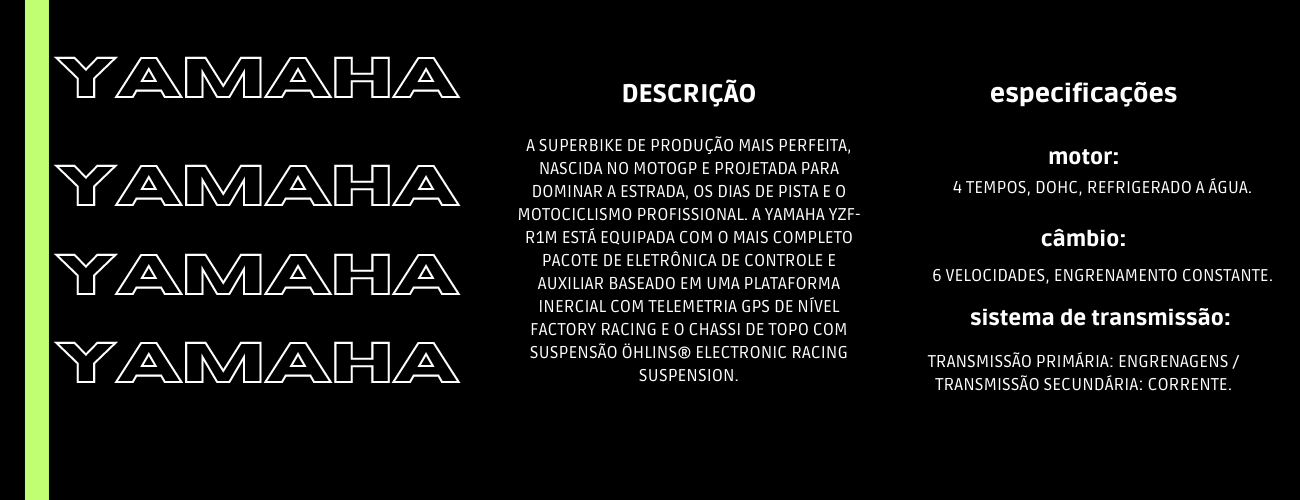 YAMAHA
YAMAHA
YAMAHA
YAMAHA
DESCRIÇÃO
A SUPERBIKE DE PRODUÇÃO MAIS PERFEITA,
NASCIDA NO MOTOGP E PROJETADA PARA
DOMINAR A ESTRADA, OS DIAS DE PISTA E O
MOTOCICLISMO PROFISSIONAL. A YAMAHA YZF-
R1M ESTÁ EQUIPADA COM O MAIS COMPLETO
PACOTE DE ELETRÔNICA DE CONTROLE E
AUXILIAR BASEADO EM UMA PLATAFORMA
INERCIAL COM TELEMETRIA GPS DE NÍVEL
FACTORY RACING E O CHASSI DE TOPO COM
SUSPENSÃO ÖHLINS® ELECTRONIC RACING
SUSPENSION.
especificações
motor:
4 TEMPOS, DOHC, REFRIGERADO A ÁGUA.
câmbio:
6 VELOCIDADES, ENGRENAMENTO CONSTANTE.
sistema de transmissão:
TRANSMISSÃO PRIMÁRIA: ENGRENAGENS /
TRANSMISSÃO SECUNDÁRIA: CORRENTE.